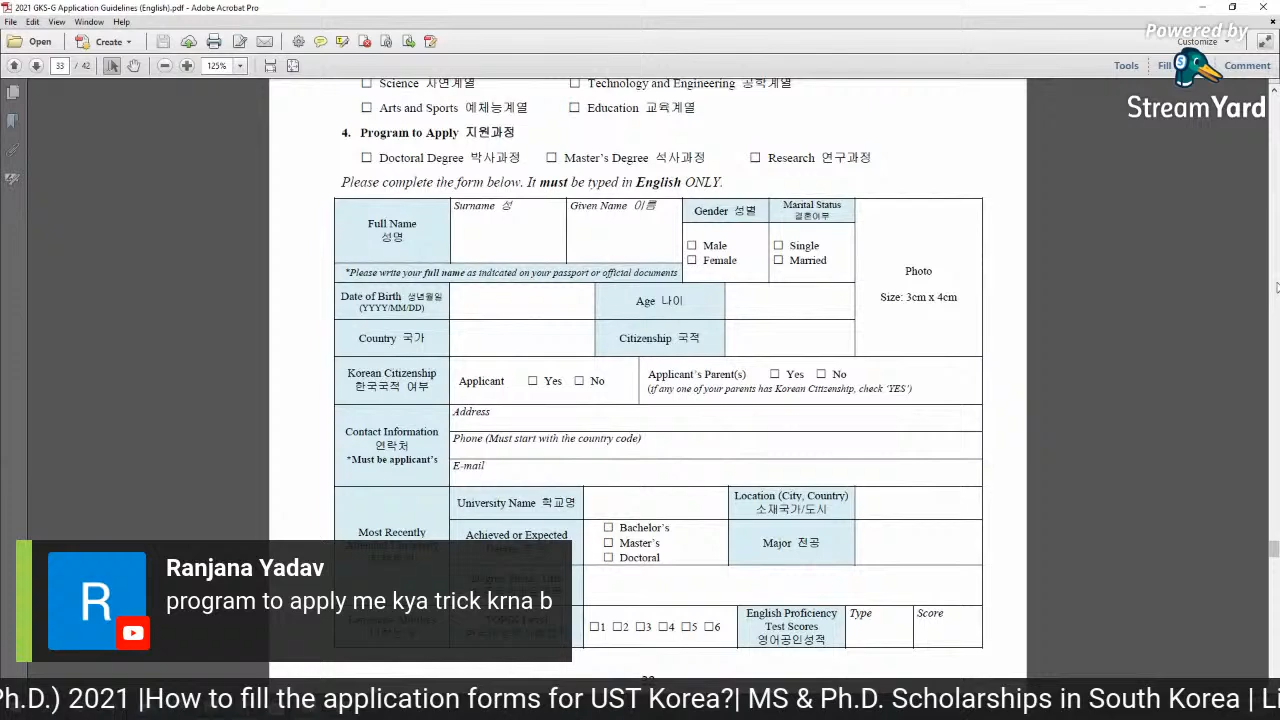 2021 GKS-G Application Guidelines (English).pdf - Adobe Acrobat Pro
File Edit View Window Help
Open Create
Customize
33 / 42 125%
Tools Fill Comment
Powered by
StreamYard
Science 자연계열 Technology and Engineering 공학계열
Arts and Sports 예체능계열 Education 교육계열
4. Program to Apply 지원과정
Doctoral Degree 박사과정 Master's Degree 석사과정 Research 연구과정
Please complete the form below. It must be typed in English ONLY.
Full Name
성명
Surname 성
Given Name 이름
Gender 성별
Marital Status
결혼여부
Male
Female
Single
Married
Photo
Size: 3cm x 4cm
*Please write your full name as indicated on your passport or official documents
Date of Birth 생년월일
(YYYY/MM/DD)
Age 나이
Country 국가
Citizenship 국적
Korean Citizenship
한국국적 여부
Applicant Yes No
Applicant's Parent(s) Yes No
(if any one of your parents has Korean Citizenship, check 'YES')
Contact Information
연락처
*Must be applicant's
Address
Phone (Must start with the country code)
E-mail
Most Recently
University Name 학교명
Location (City, Country)
소재국가/도시
Achieved or Expected
Bachelor's
Master's
Doctoral
Major 전공
1 2 3 4 5 6
English Proficiency
Test Scores
영어공인성적
Type
Score
R
Ranjana Yadav
program to apply me kya trick krna b
Ph.D.) 2021 |How to fill the application forms for UST Korea?| MS & Ph.D. Scholarships in South Korea | Li